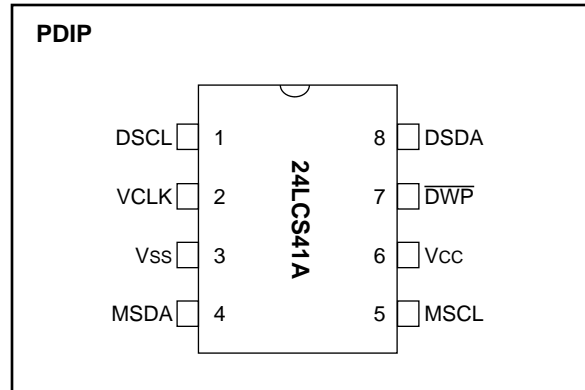 PDIP
DSCL 1 8 DSDA
VCLK 2 7 DWP
Vss 3 6 Vcc
MSDA 4 5 MSCL
24LCS41A